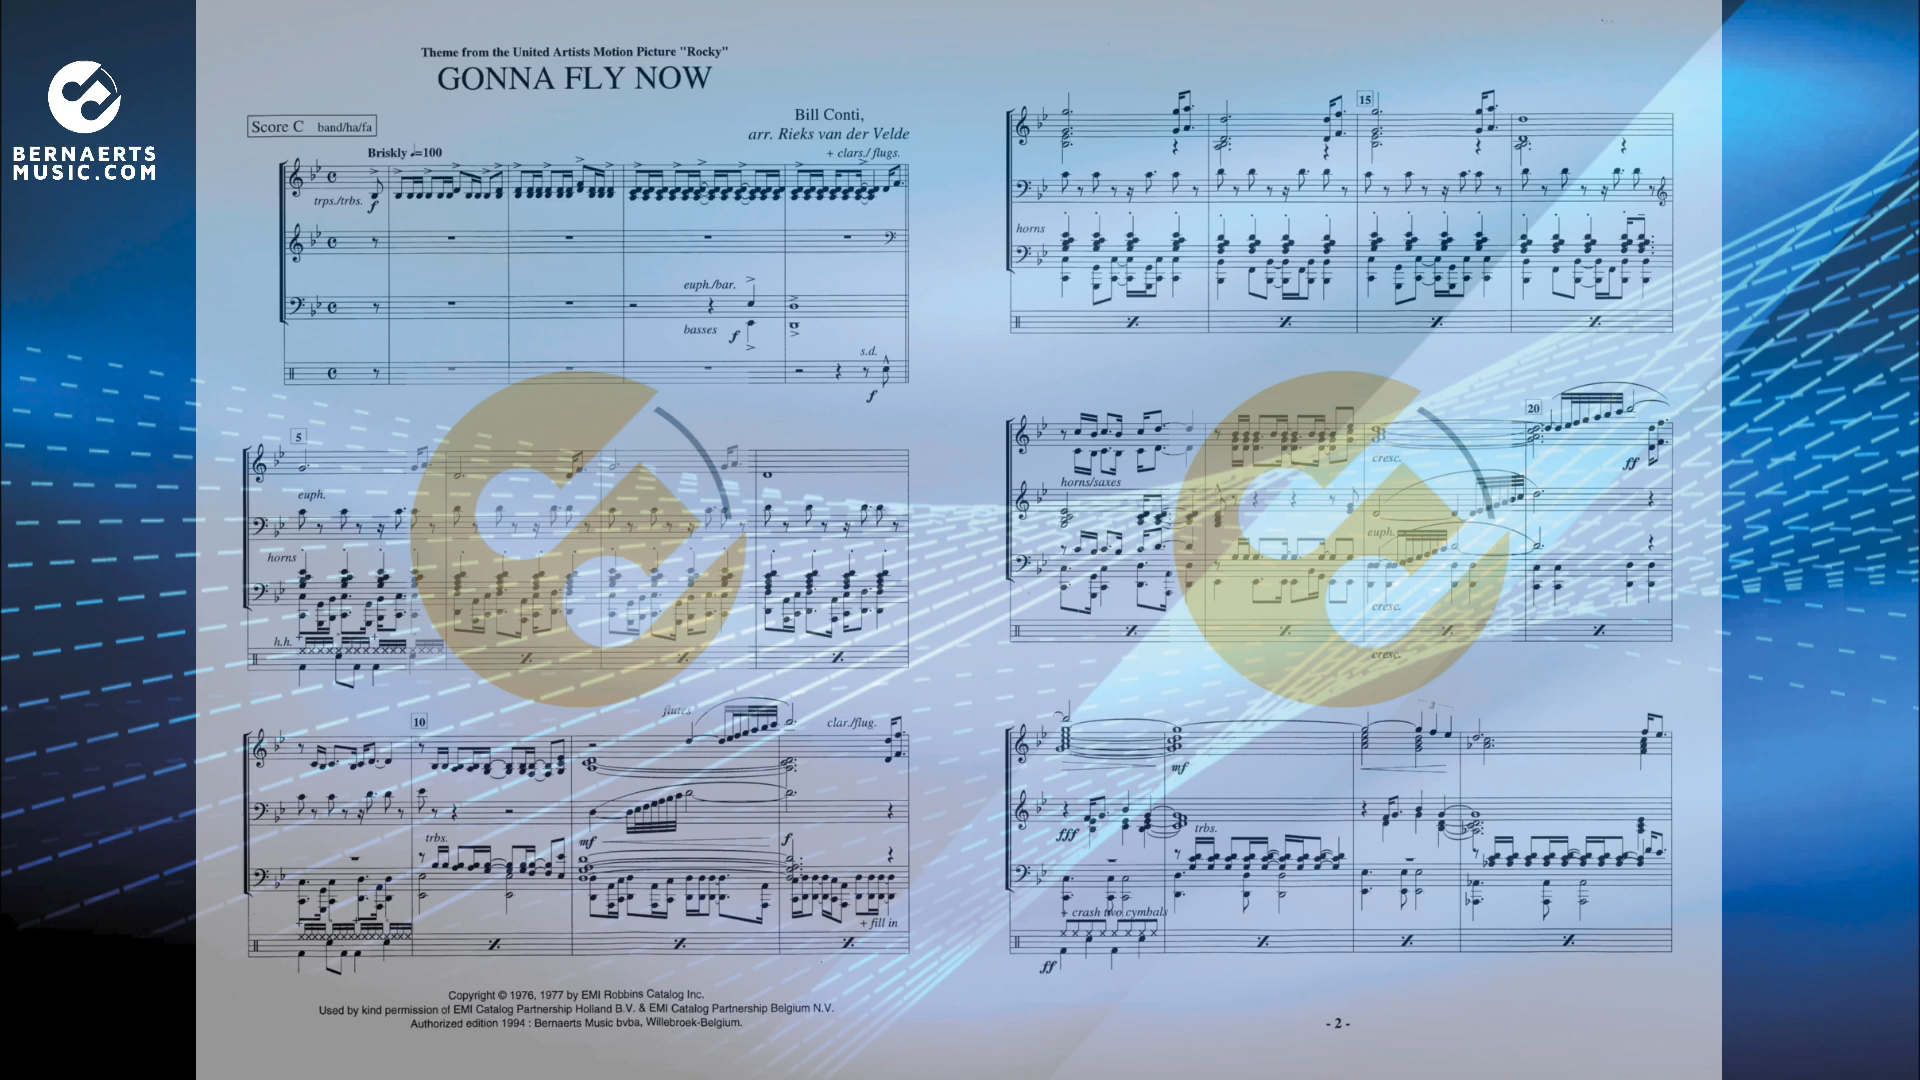 BERNAERTS
MUSIC.COM
Theme from the United Artists Motion Picture "Rocky"
GONNA FLY NOW
Score C band/ha/fa
Bill Conti,
arr. Rieks van der Velde
Briskly ♩=100
+ clars./ flugs.
trps./trbs.
f
euph./bar.
basses
f
s.d.
f
5
euph.
horns
h.h.
10
flutes
clar./flug.
trbs.
mf
f
+ fill in
Copyright © 1976, 1977 by EMI Robbins Catalog Inc.
Used by kind permission of EMI Catalog Partnership Holland B.V. & EMI Catalog Partnership Belgium N.V.
Authorized edition 1994 : Bernaerts Music bvba, Willebroek-Belgium.
15
horns
20
cresc.
ff
horns/saxes
euph.
cresc.
cresc.
3
mf
fff
trbs.
+ crash two cymbals
ff
- 2 -